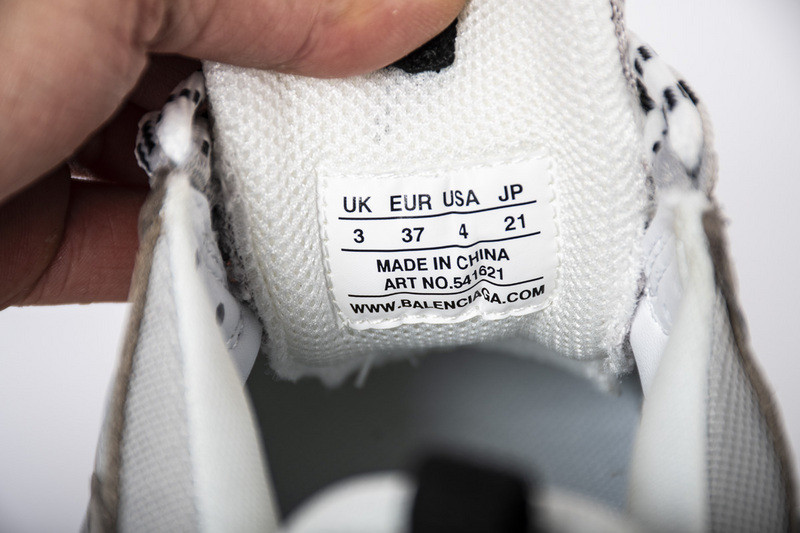 UK EUR USA JP
3 37 4 21
MADE IN CHINA
ART NO.541621
WWW.BALENCIAGA.COM